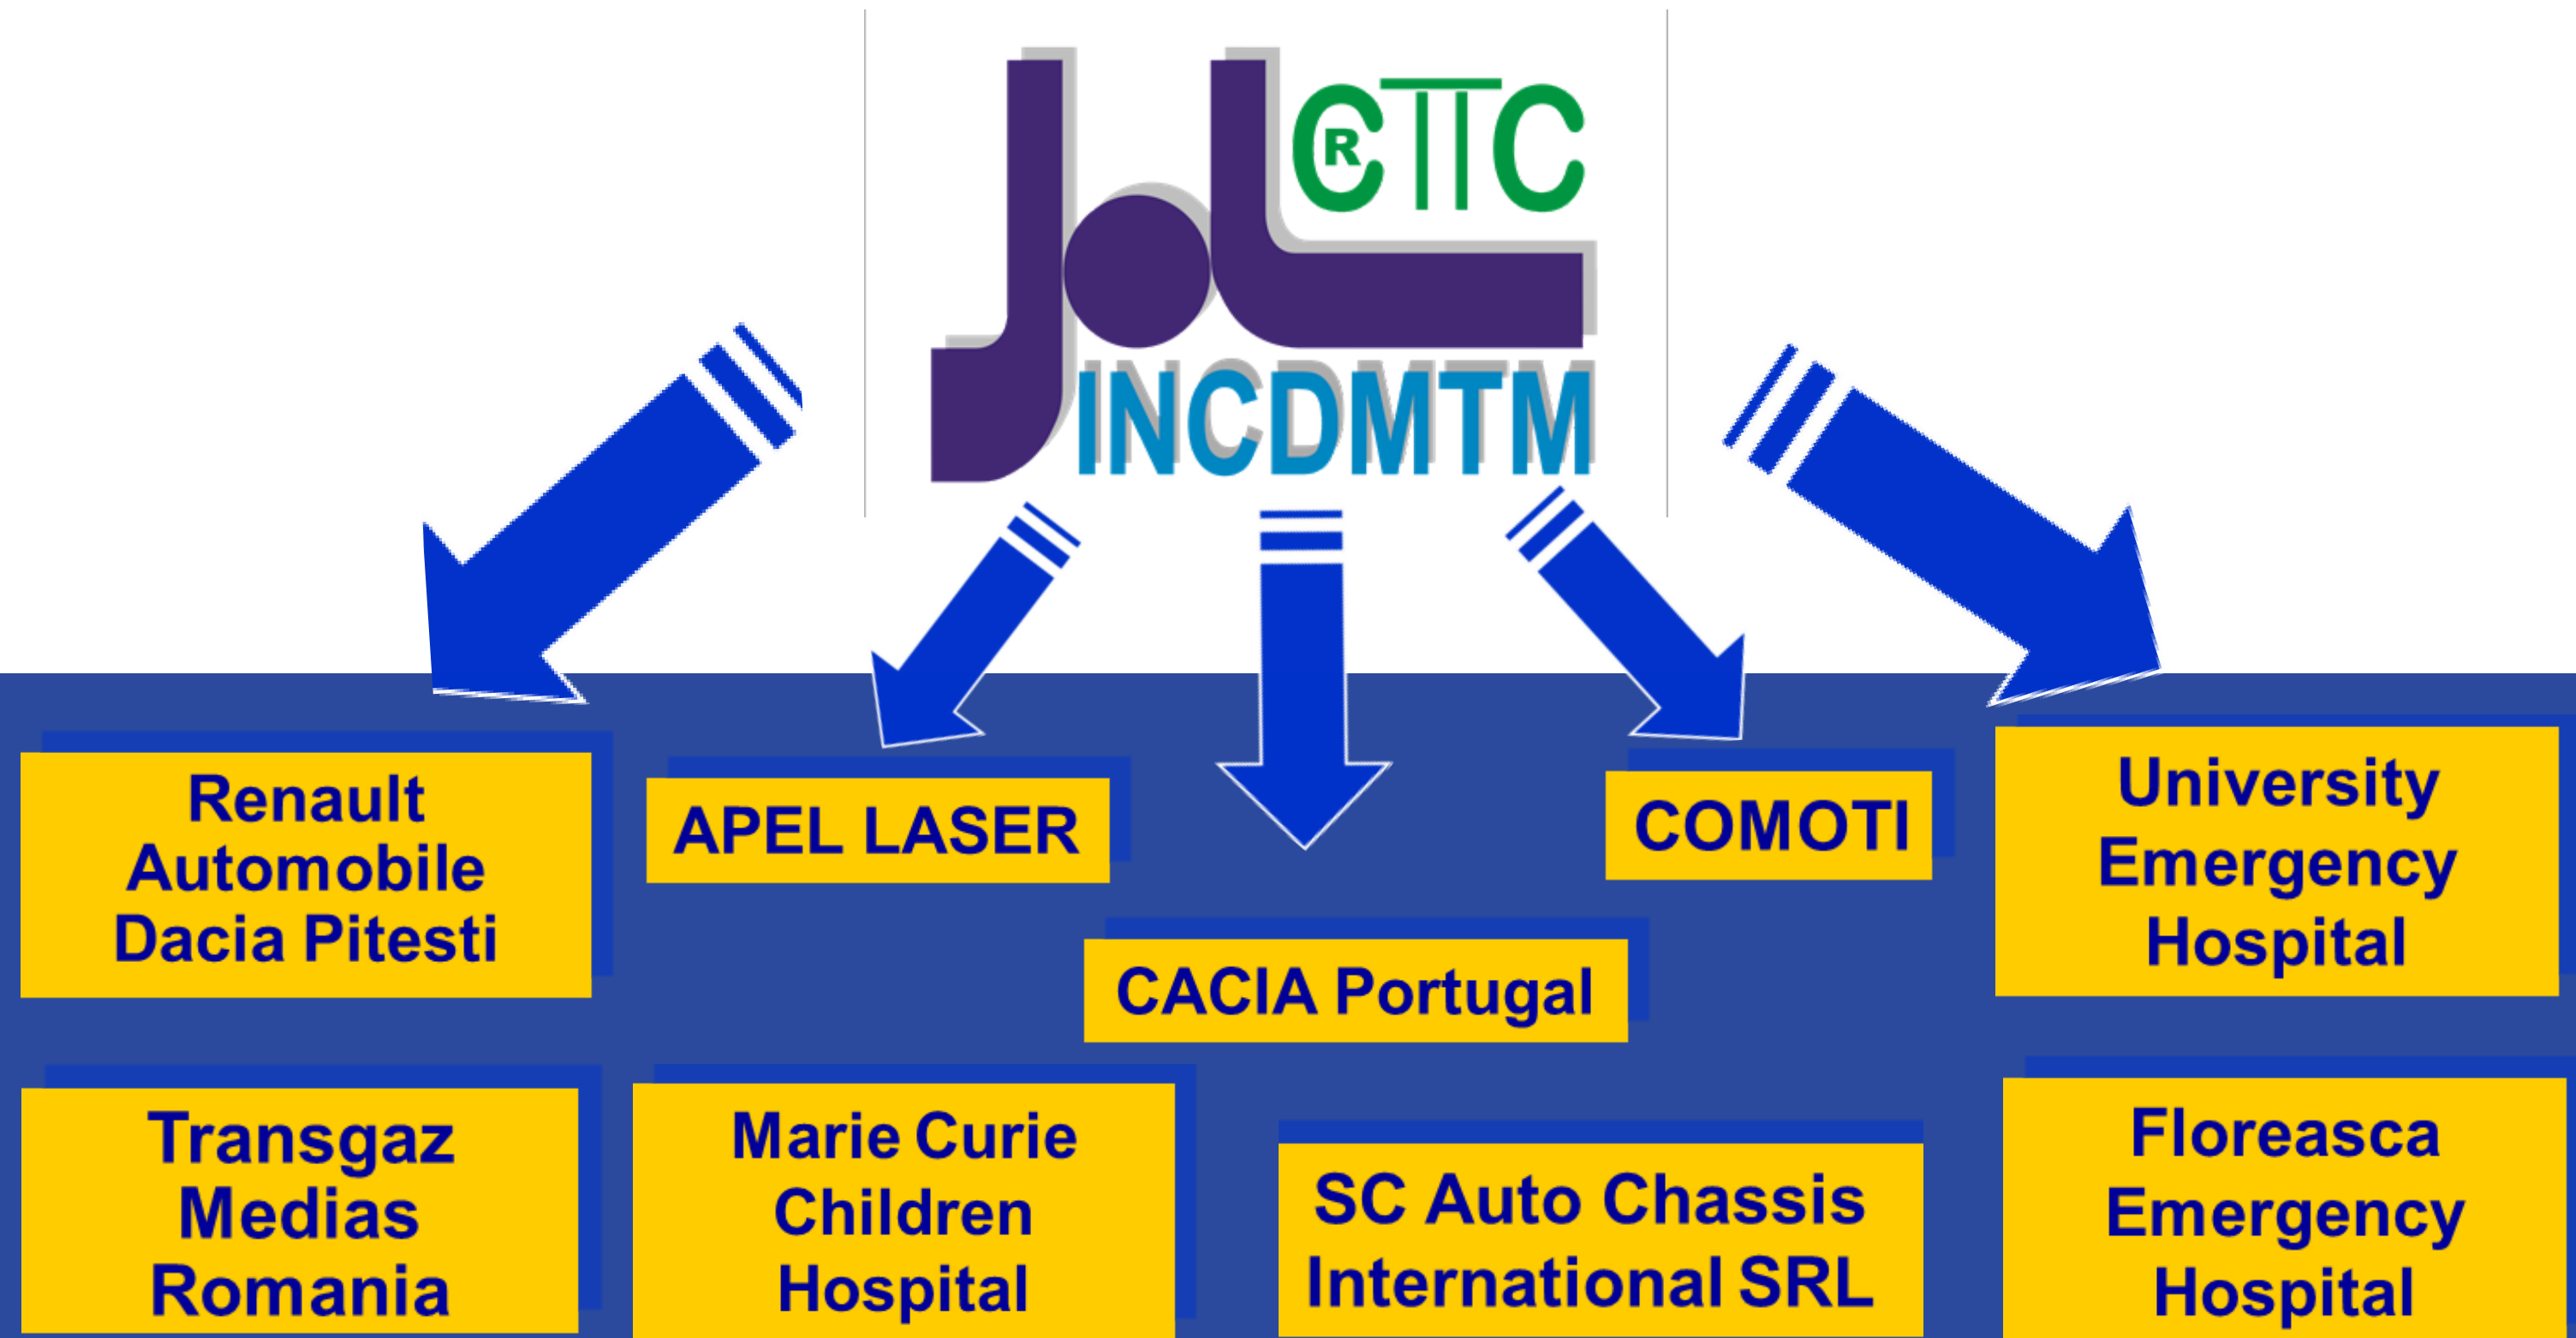 CRTTC
INCDMTM
Renault
Automobile
Dacia Pitesti
APEL LASER
CACIA Portugal
COMOTI
University
Emergency
Hospital
Transgaz
Medias
Romania
Marie Curie
Children
Hospital
SC Auto Chassis
International SRL
Floreasca
Emergency
Hospital